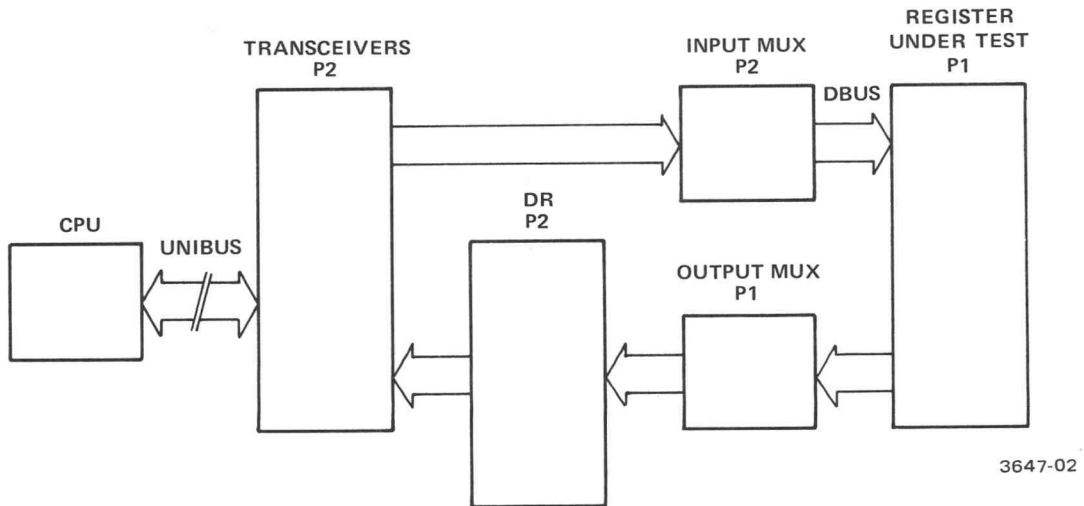 REGISTER
UNDER TEST
P1
TRANSCEIVERS
P2
INPUT MUX
P2
DBUS
DR
P2
CPU
UNIBUS
OUTPUT MUX
P1
3647-02